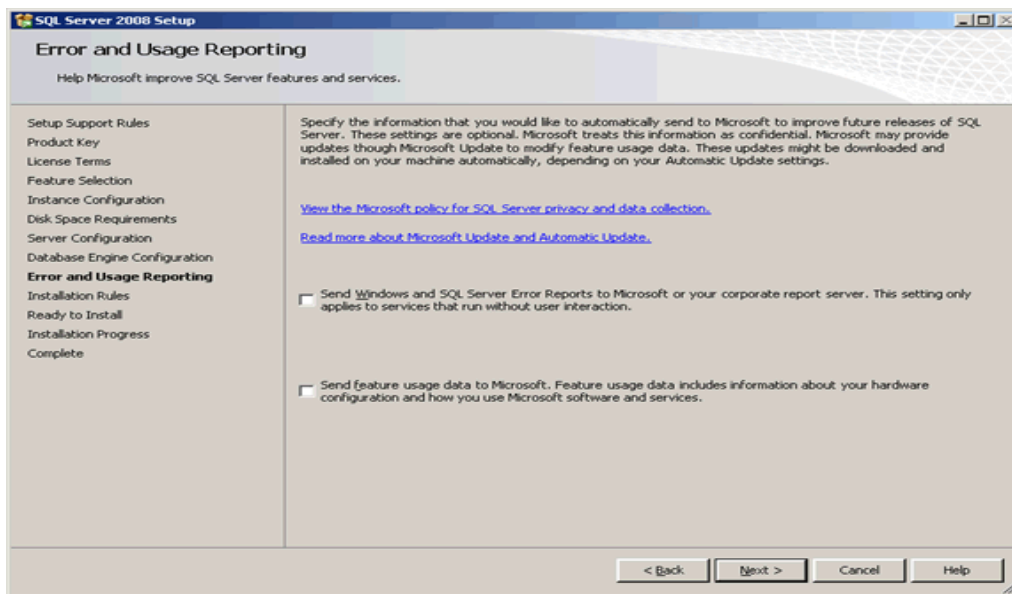 SQL Server 2008 Setup
Error and Usage Reporting
Help Microsoft improve SQL Server features and services.
Setup Support Rules
Product Key
License Terms
Feature Selection
Instance Configuration
Disk Space Requirements
Server Configuration
Database Engine Configuration
Error and Usage Reporting
Installation Rules
Ready to Install
Installation Progress
Complete
Specify the information that you would like to automatically send to Microsoft to improve future releases of SQL
Server. These settings are optional. Microsoft treats this information as confidential. Microsoft may provide
updates though Microsoft Update to modify feature usage data. These updates might be downloaded and
installed on your machine automatically, depending on your Automatic Update settings.
View the Microsoft policy for SQL Server privacy and data collection.
Read more about Microsoft Update and Automatic Update.
Send Windows and SQL Server Error Reports to Microsoft or your corporate report server. This setting only
applies to services that run without user interaction.
Send feature usage data to Microsoft. Feature usage data includes information about your hardware
configuration and how you use Microsoft software and services.
< Back
Next >
Cancel
Help